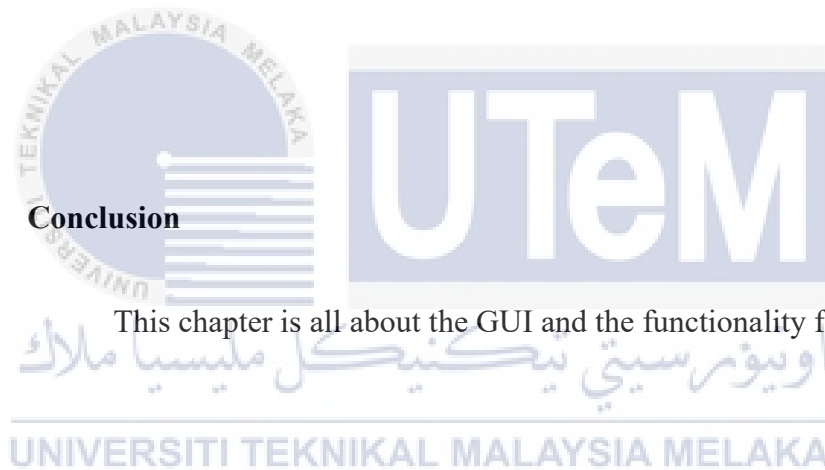 UNIVERSITI TEKNIKAL MALAYSIA MELAKA
UTeM
Conclusion
This chapter is all about the GUI and the functionality f
اونيۏرسيتي تيكنيكل مليسيا ملاك
UNIVERSITI TEKNIKAL MALAYSIA MELAKA